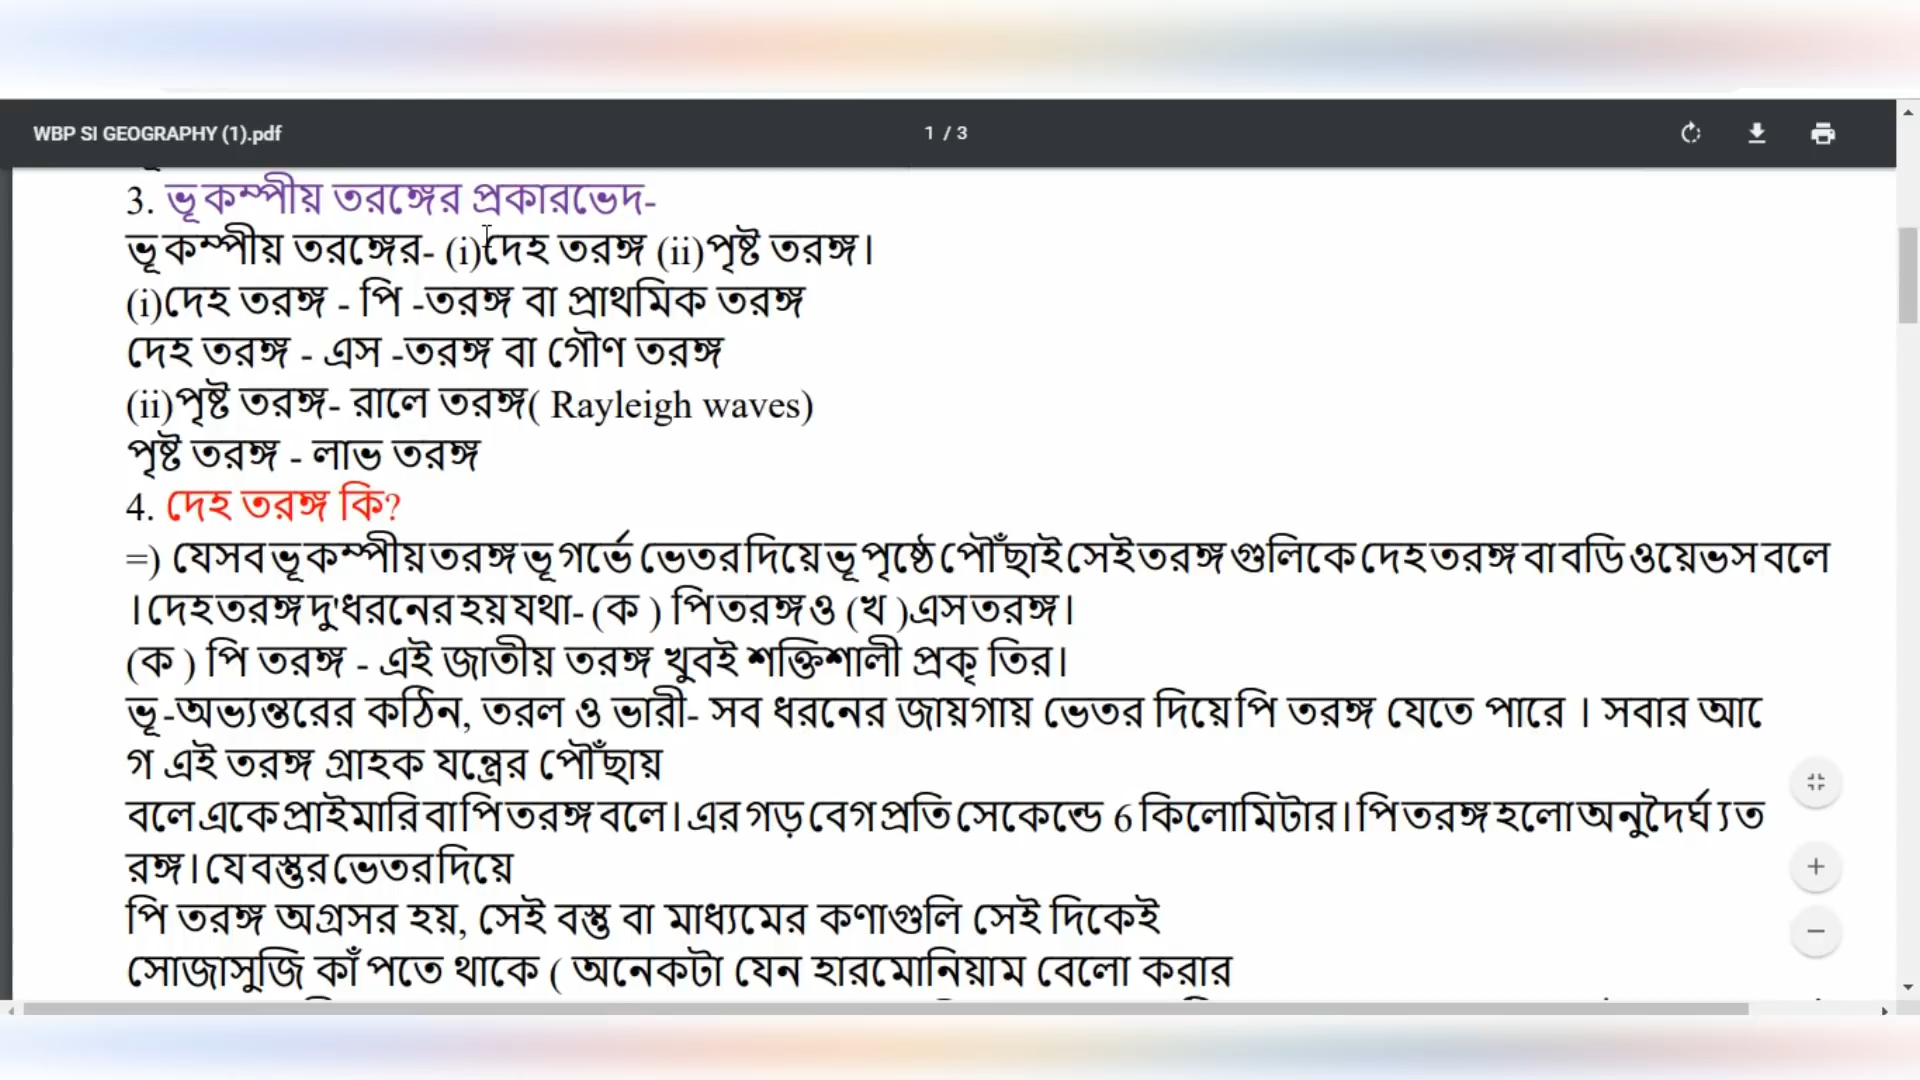 WBP SI GEOGRAPHY (1).pdf
1 / 3
3. ভূকম্পীয় তরঙ্গের প্রকারভেদ-
ভূকম্পীয় তরঙ্গের- (i)দেহ তরঙ্গ (ii)পৃষ্ট তরঙ্গ।
(i)দেহ তরঙ্গ - পি -তরঙ্গ বা প্রাথমিক তরঙ্গ
দেহ তরঙ্গ - এস -তরঙ্গ বা গৌণ তরঙ্গ
(ii)পৃষ্ট তরঙ্গ- রালে তরঙ্গ( Rayleigh waves)
পৃষ্ট তরঙ্গ - লাভ তরঙ্গ
4. দেহ তরঙ্গ কি?
=) যেসব ভূকম্পীয় তরঙ্গ ভূগর্ভে ভেতর দিয়ে ভূপৃষ্ঠে পৌঁছাই সেই তরঙ্গ গুলিকে দেহ তরঙ্গ বা বডি ওয়েভস বলে
। দেহ তরঙ্গ দু'ধরনের হয় যথা- (ক ) পি তরঙ্গ ও (খ )এস তরঙ্গ।
(ক ) পি তরঙ্গ - এই জাতীয় তরঙ্গ খুবই শক্তিশালী প্রকৃতির।
ভূ-অভ্যন্তরের কঠিন, তরল ও ভারী- সব ধরনের জায়গায় ভেতর দিয়ে পি তরঙ্গ যেতে পারে । সবার আ
গে এই তরঙ্গ গ্রাহক যন্ত্রের পৌঁছায়
বলে একে প্রাইমারি বা পি তরঙ্গ বলে। এর গড় বেগ প্রতি সেকেন্ডে 6 কিলোমিটার। পি তরঙ্গ হলো অনুদৈর্ঘ্য ত
রঙ্গ। যে বস্তুর ভেতর দিয়ে
পি তরঙ্গ অগ্রসর হয়, সেই বস্তু বা মাধ্যমের কণাগুলি সেই দিকেই
সোজাসুজি কাঁপতে থাকে ( অনেকটা যেন হারমোনিয়াম বেলো করার